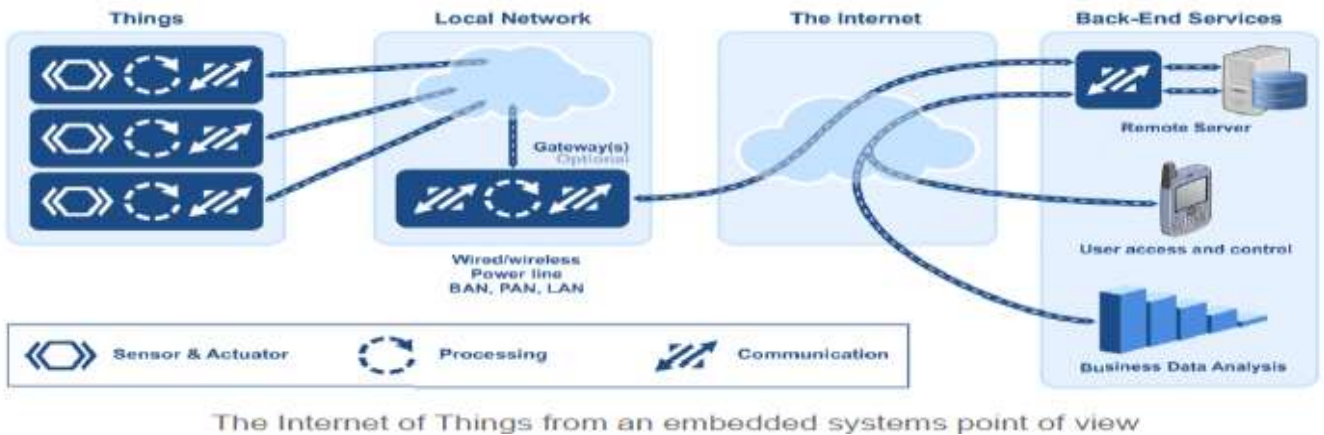 Things
Local Network
The Internet
Back-End Services
Gateway(s)
Optional
Wired/wireless
Power line
BAN, PAN, LAN
Remote Server
User access and control
Business Data Analysis
Sensor & Actuator
Processing
Communication
The Internet of Things from an embedded systems point of view